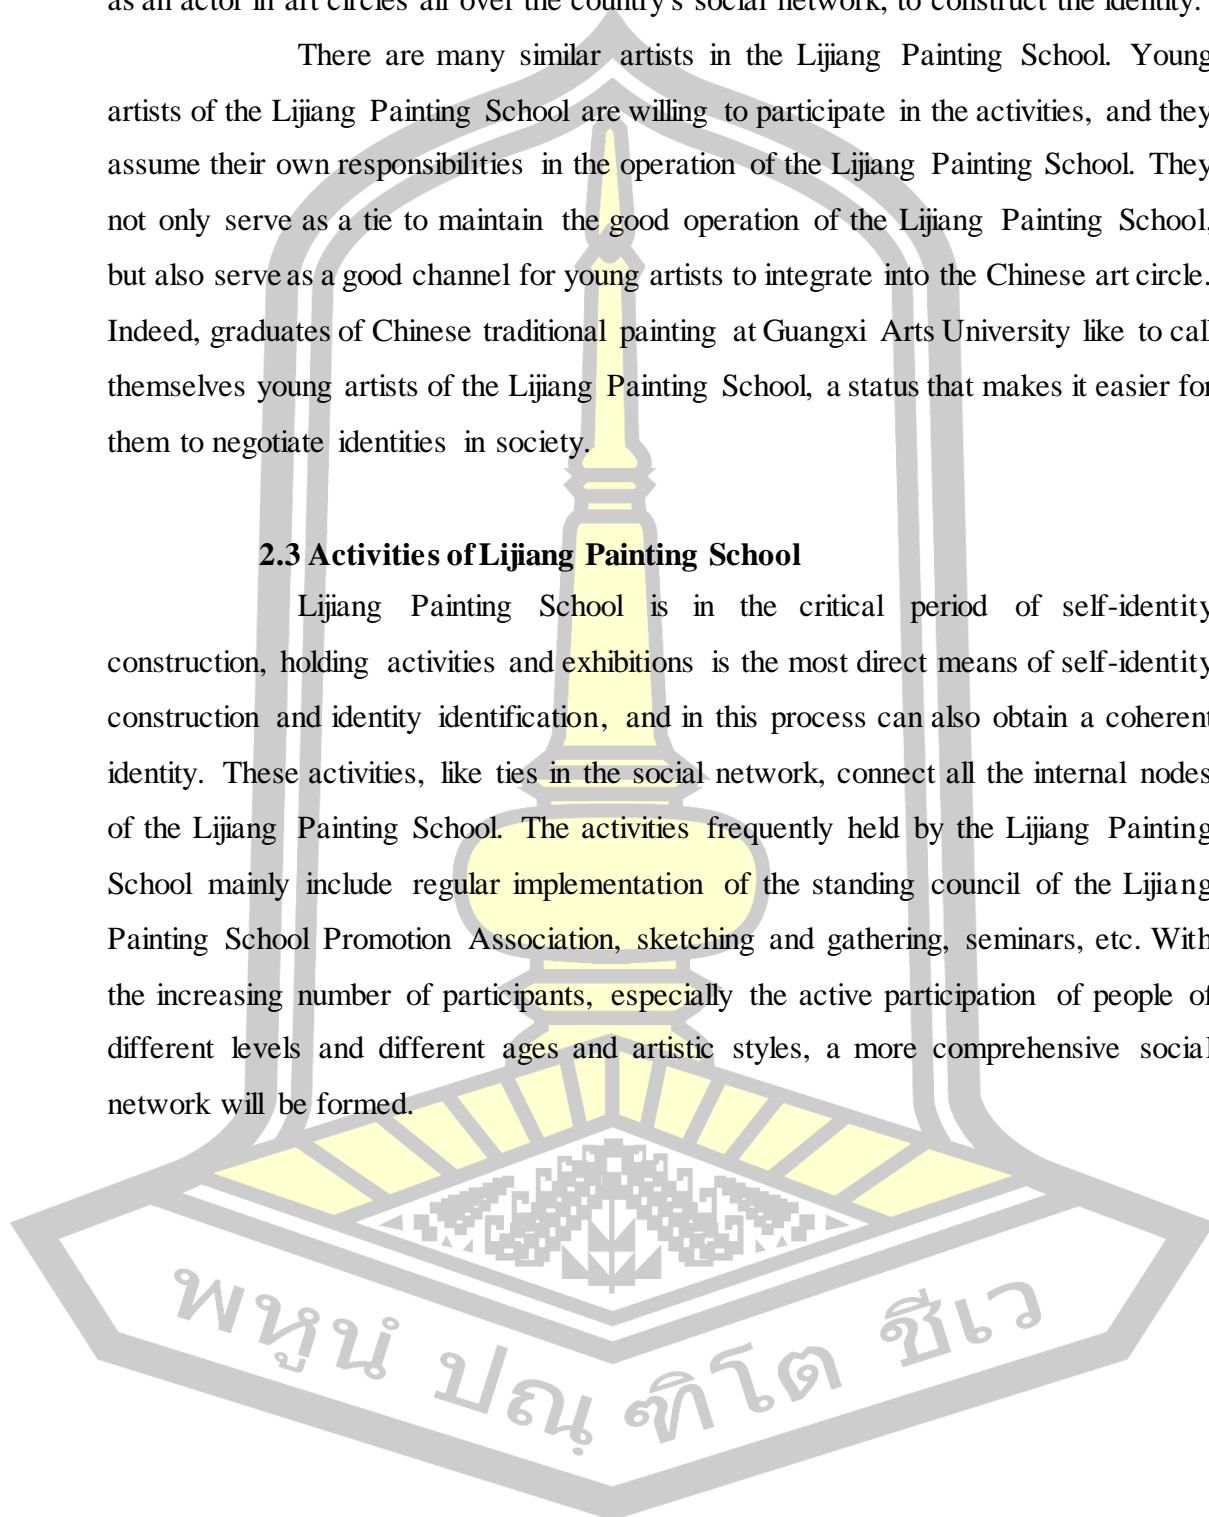 as an actor in art circles all over the country's social network, to construct the identity.
There are many similar artists in the Lijiang Painting School. Young
artists of the Lijiang Painting School are willing to participate in the activities, and they
assume their own responsibilities in the operation of the Lijiang Painting School. They
not only serve as a tie to maintain the good operation of the Lijiang Painting School,
but also serve as a good channel for young artists to integrate into the Chinese art circle.
Indeed, graduates of Chinese traditional painting at Guangxi Arts University like to call
themselves young artists of the Lijiang Painting School, a status that makes it easier for
them to negotiate identities in society.
2.3 Activities of Lijiang Painting School
Lijiang Painting School is in the critical period of self-identity
construction, holding activities and exhibitions is the most direct means of self-identity
construction and identity identification, and in this process can also obtain a coherent
identity. These activities, like ties in the social network, connect all the internal nodes
of the Lijiang Painting School. The activities frequently held by the Lijiang Painting
School mainly include regular implementation of the standing council of the Lijiang
Painting School Promotion Association, sketching and gathering, seminars, etc. With
the increasing number of participants, especially the active participation of people of
different levels and different ages and artistic styles, a more comprehensive social
network will be formed.
พหูนํ ปณฺฑิโต ชีเว